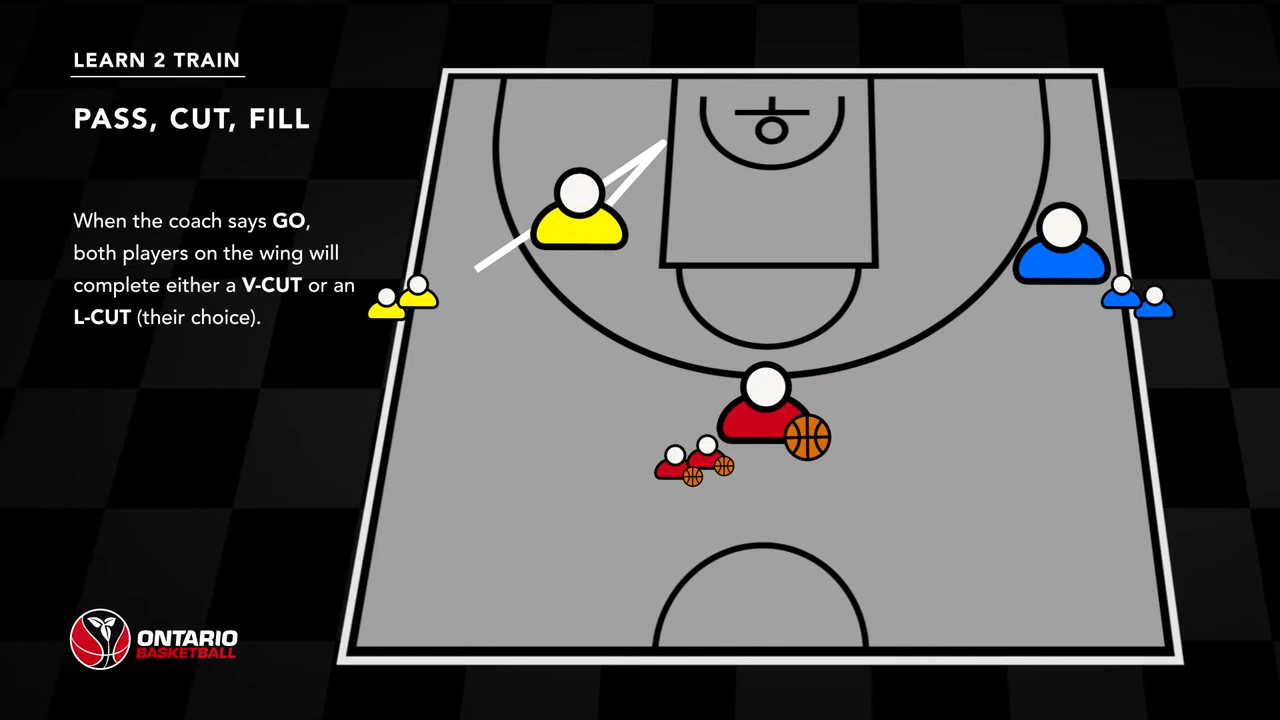 LEARN 2 TRAIN
PASS, CUT, FILL
When the coach says GO,
both players on the wing will
complete either a V-CUT or an
L-CUT (their choice).
ONTARIO
BASKETBALL